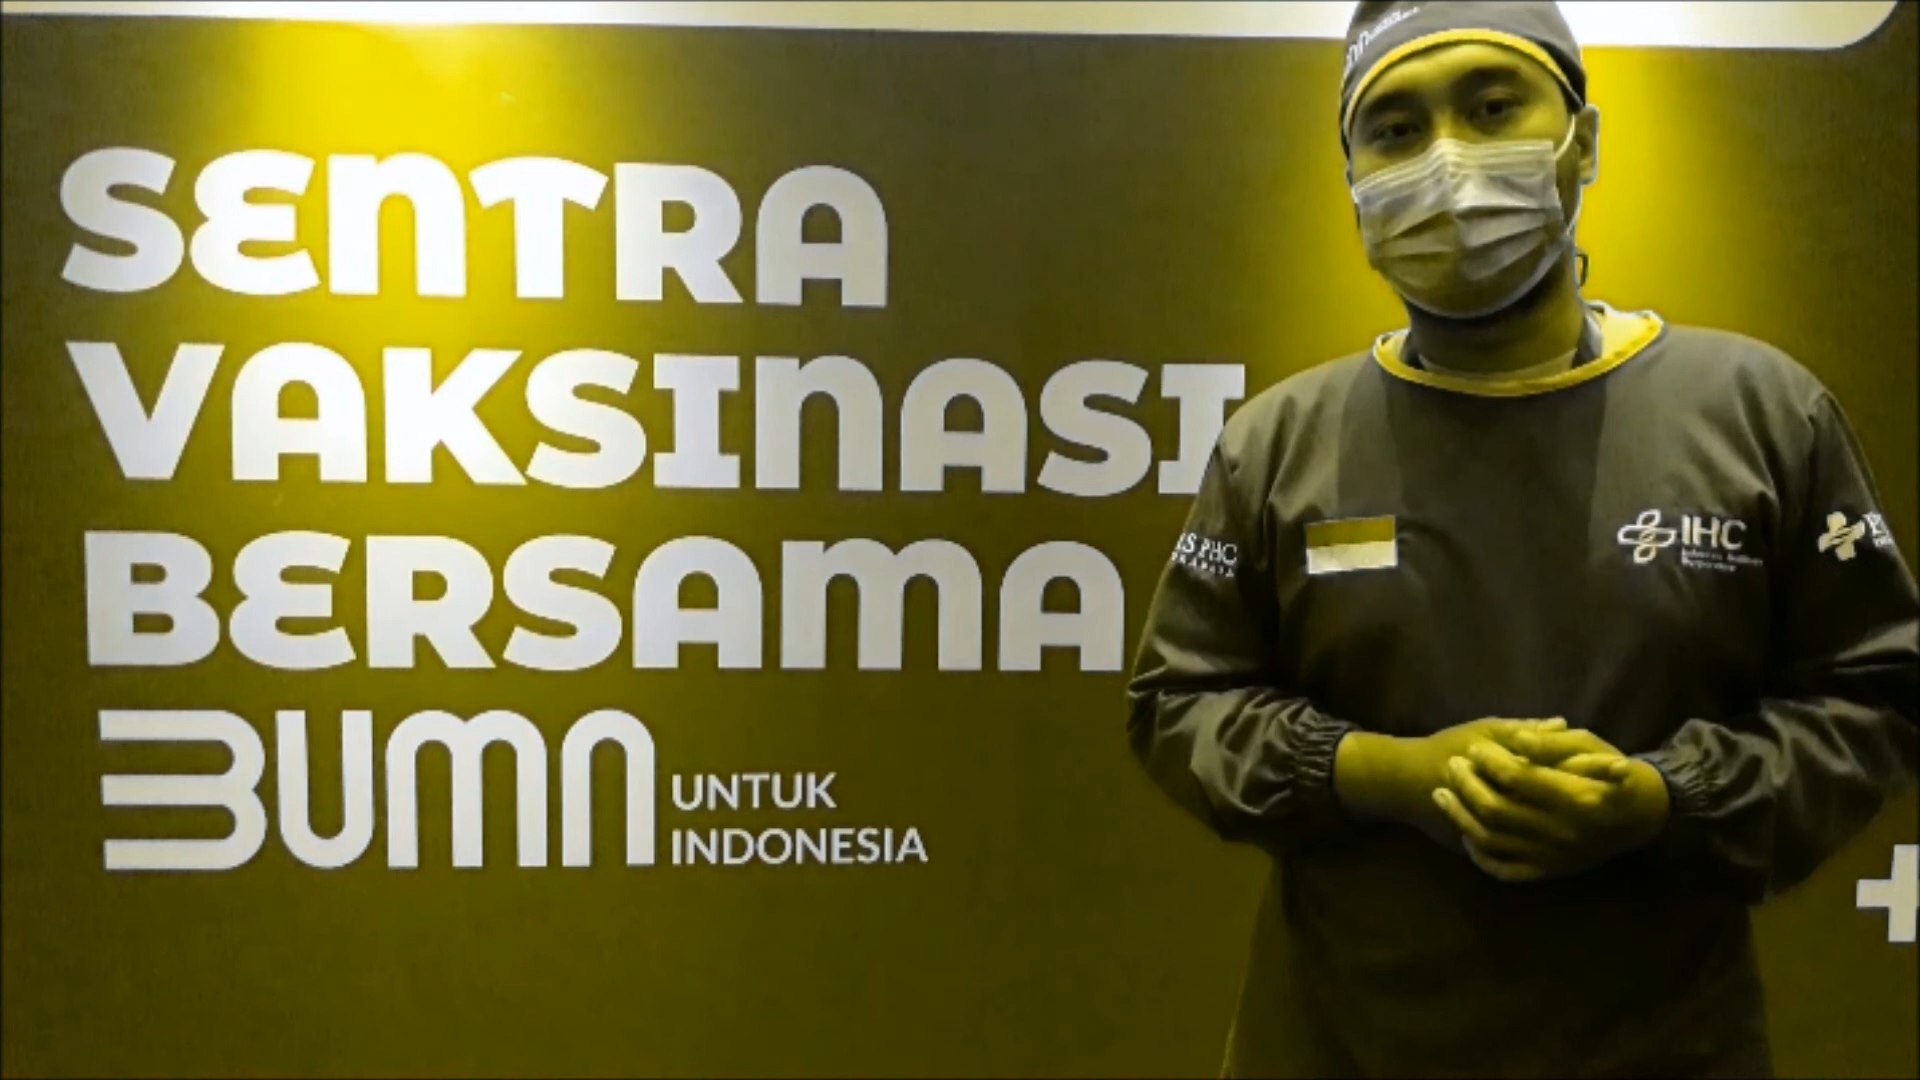 SENTRA
VAKSINASI
BERSAMA
BUMN
UNTUK
INDONESIA
IHC